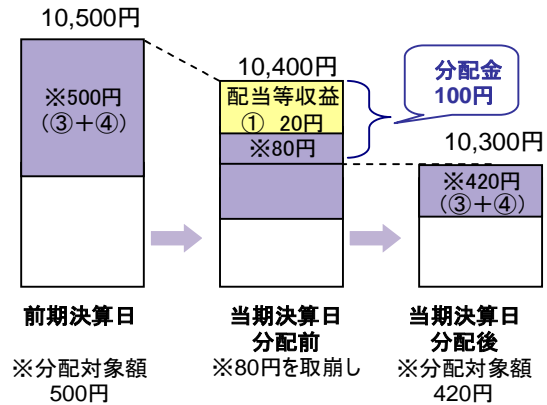 10,500円
※500円
(③+④)
10,400円
配当等収益
① 20円
※80円
分配金
100円
10,300円
※420円
(③+④)
前期決算日
※分配対象額
500円
当期決算日
分配前
※80円を取崩し
当期決算日
分配後
※分配対象額
420円